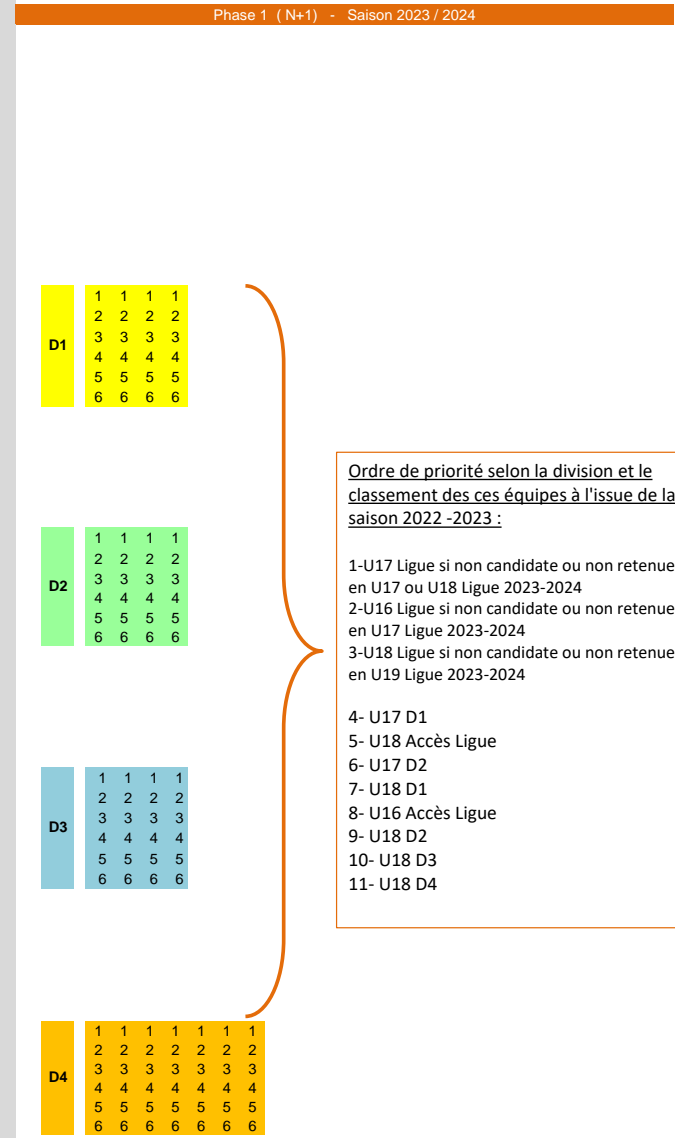 Phase 1 ( N+1) - Saison 2023 / 2024
1 1 1 1
2 2 2 2
3 3 3 3
D1
4 4 4 4
5 5 5 5
6 6 6 6
Ordre de priorité selon la division et le
classement des ces équipes à l'issue de la
saison 2022 -2023 :
1-U17 Ligue si non candidate ou non retenue
en U17 ou U18 Ligue 2023-2024
2-U16 Ligue si non candidate ou non retenue
en U17 Ligue 2023-2024
3-U18 Ligue si non candidate ou non retenue
en U19 Ligue 2023-2024
4- U17 D1
5- U18 Accès Ligue
6- U17 D2
7- U18 D1
8- U16 Accès Ligue
9- U18 D2
10- U18 D3
11- U18 D4
1 1 1 1
2 2 2 2
3 3 3 3
D2
4 4 4 4
5 5 5 5
6 6 6 6
1 1 1 1
2 2 2 2
3 3 3 3
D3
4 4 4 4
5 5 5 5
6 6 6 6
1 1 1 1 1 1 1
2 2 2 2 2 2 2
3 3 3 3 3 3 3
D4
4 4 4 4 4 4 4
5 5 5 5 5 5 5
6 6 6 6 6 6 6